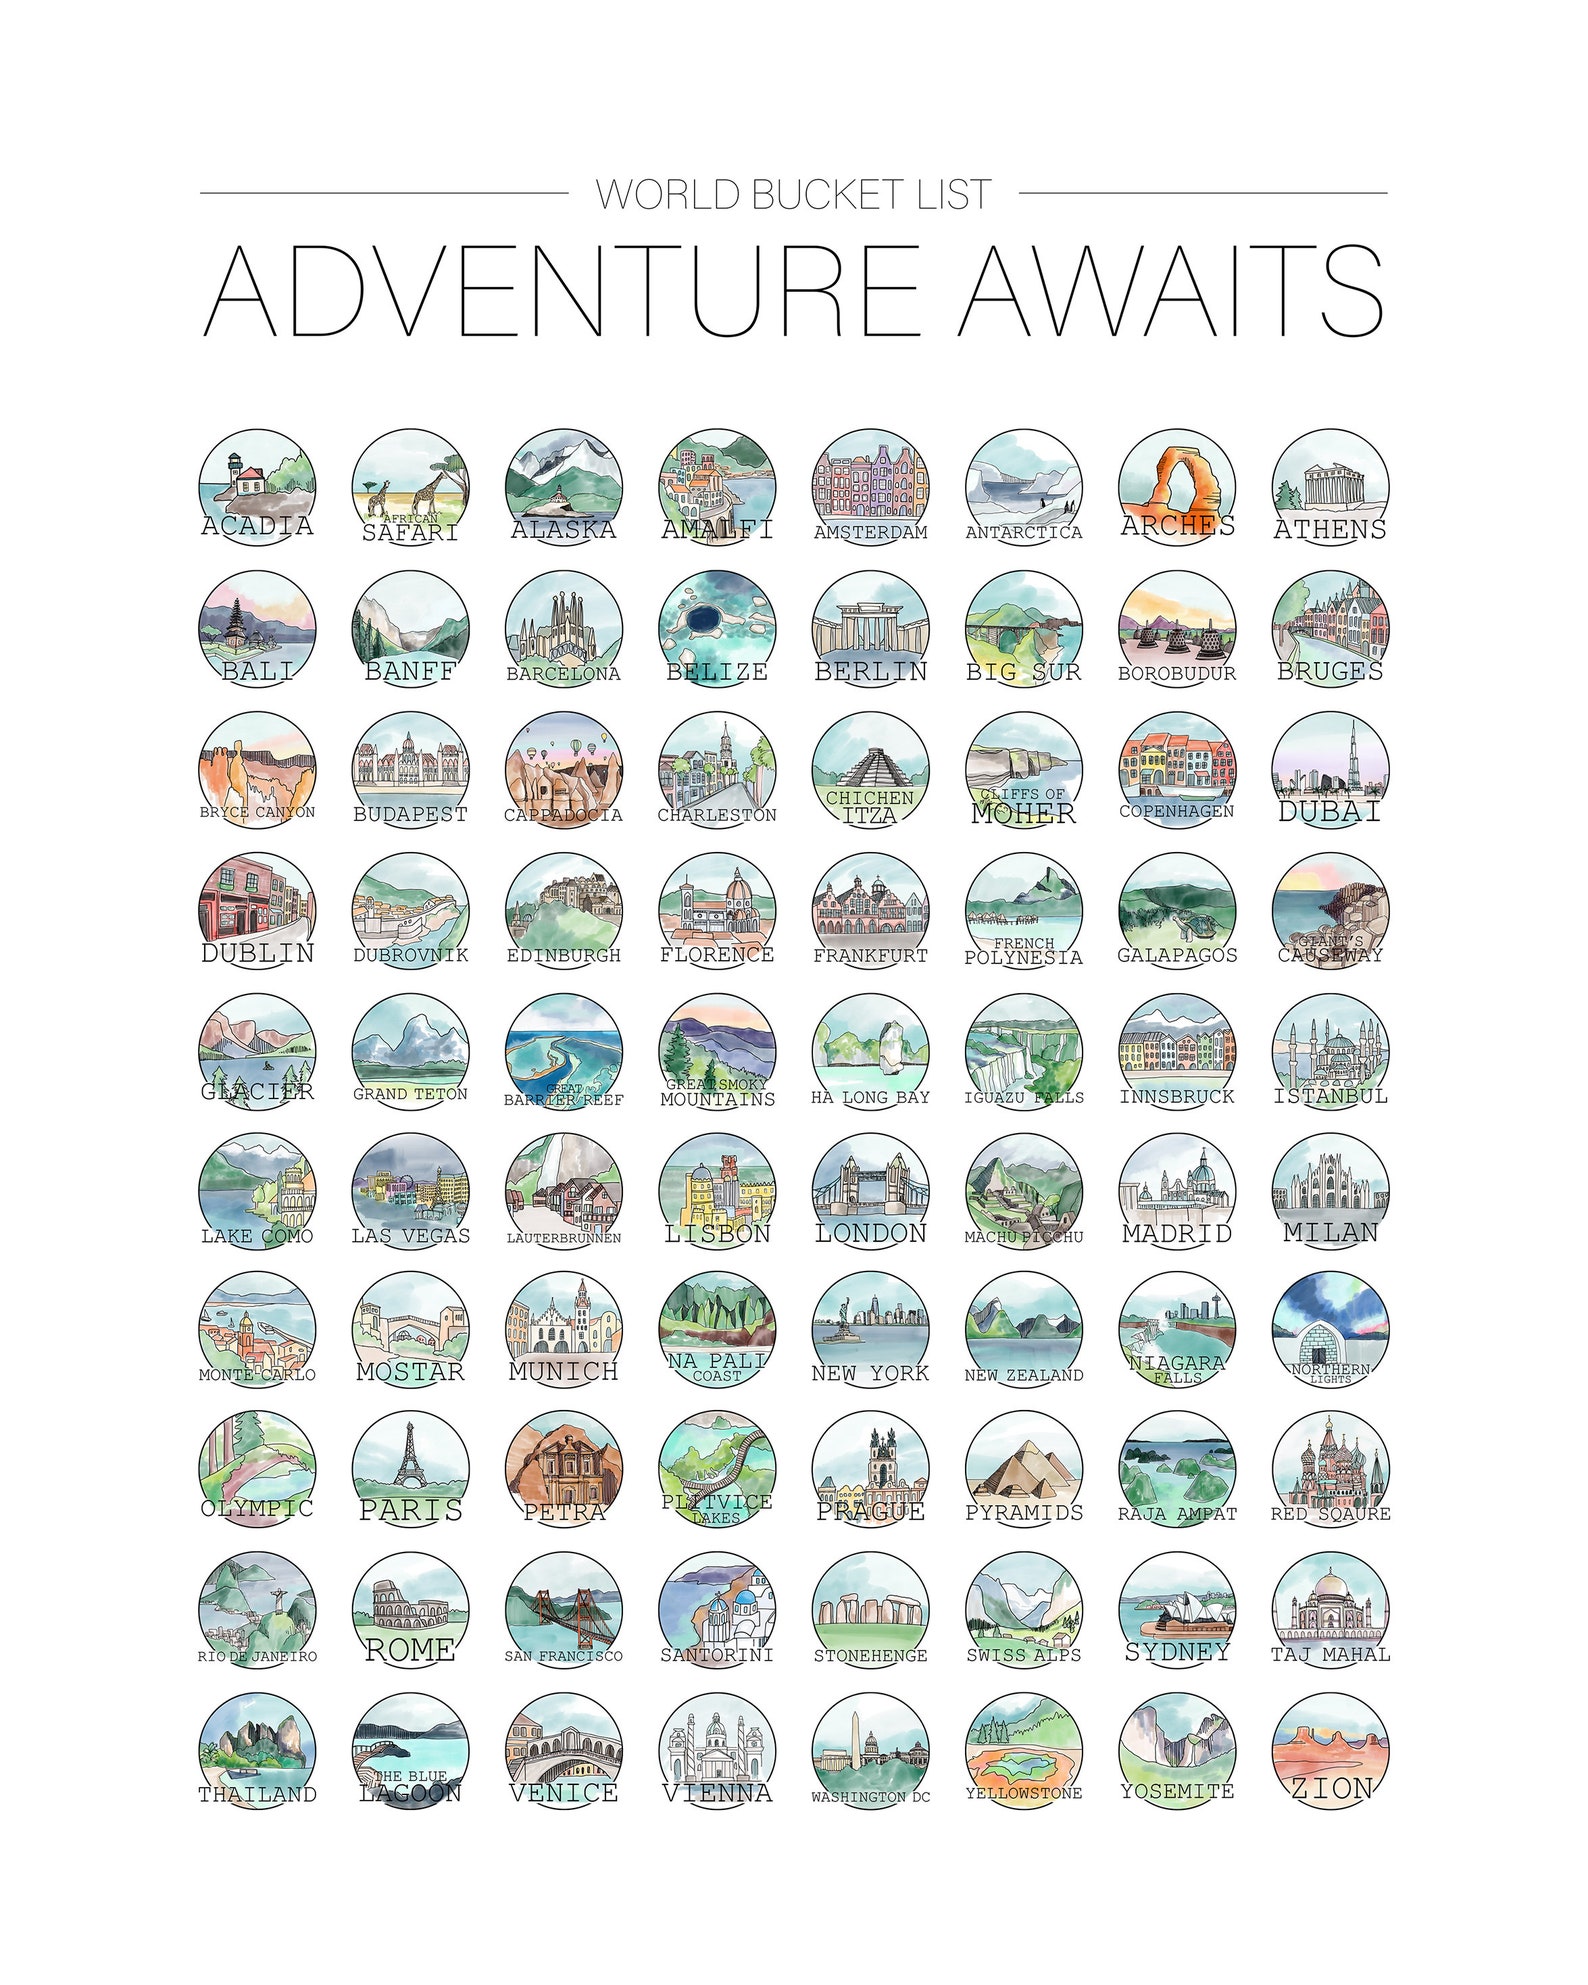 WORLD BUCKET LIST
ADVENTURE AWAITS
ACADIA
AFRICAN
SAFARI
ALASKA
AMALFI
AMSTERDAM
ANTARCTICA
ARCHES
ATHENS
BALI
BANFF
BARCELONA
BELIZE
BERLIN
BIG SUR
BOROBUDUR
BRUGES
BRYCE CANYON
BUDAPEST
CAPPADOCIA
CHARLESTON
CHICHEN
ITZA
CLIFFS OF
MOHER
COPENHAGEN
DUBAI
DUBLIN
DUBROVNIK
EDINBURGH
FLORENCE
FRANKFURT
FRENCH
POLYNESIA
GALAPAGOS
GIANT'S
CAUSEWAY
GLACIER
GRAND TETON
GREAT
BARRIER REEF
GREAT SMOKY
MOUNTAINS
HA LONG BAY
IGUAZU FALLS
INNSBRUCK
ISTANBUL
LAKE COMO
LAS VEGAS
LAUTERBRUNNEN
LISBON
LONDON
MACHU PICCHU
MADRID
MILAN
MONTE CARLO
MOSTAR
MUNICH
NA PALI
COAST
NEW YORK
NEW ZEALAND
NIAGARA
FALLS
NORTHERN
LIGHTS
OLYMPIC
PARIS
PETRA
PLITVICE
LAKES
PRAGUE
PYRAMIDS
RAJA AMPAT
RED SQAURE
RIO DE JANEIRO
ROME
SAN FRANCISCO
SANTORINI
STONEHENGE
SWISS ALPS
SYDNEY
TAJ MAHAL
THAILAND
THE BLUE
LAGOON
VENICE
VIENNA
WASHINGTON DC
YELLOWSTONE
YOSEMITE
ZION